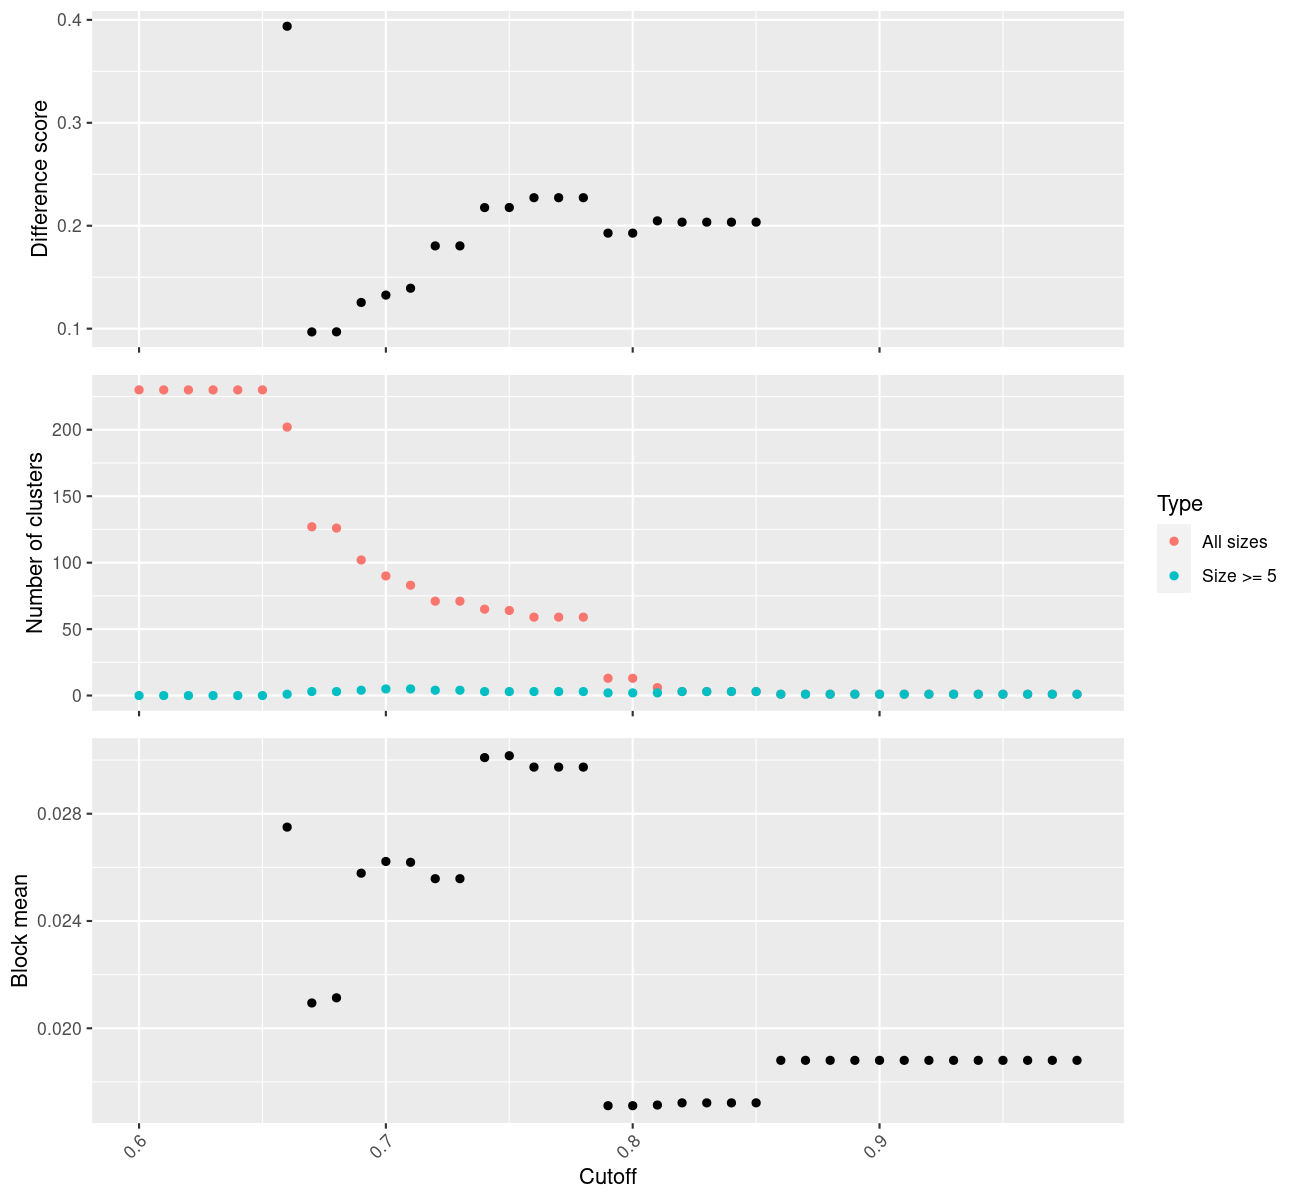 Difference score
0.4
0.3
0.2
0.1
Number of clusters
200
150
100
50
0
Type
All sizes
Size >= 5
Block mean
0.028
0.024
0.020
0.6
0.7
0.8
0.9
Cutoff